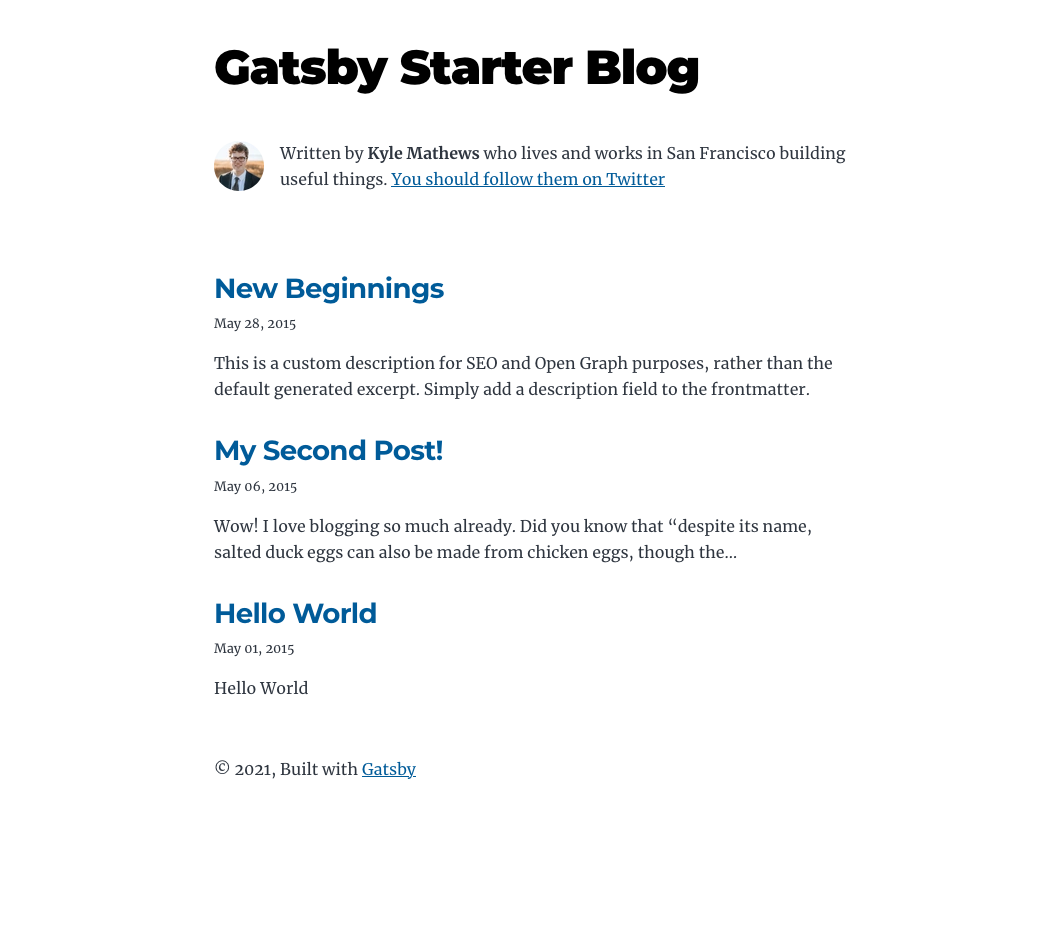 Gatsby Starter Blog
Written by Kyle Mathews who lives and works in San Francisco building
useful things. You should follow them on Twitter
New Beginnings
May 28, 2015
This is a custom description for SEO and Open Graph purposes, rather than the
default generated excerpt. Simply add a description field to the frontmatter.
My Second Post!
May 06, 2015
Wow! I love blogging so much already. Did you know that “despite its name,
salted duck eggs can also be made from chicken eggs, though the…
Hello World
May 01, 2015
Hello World
© 2021, Built with Gatsby